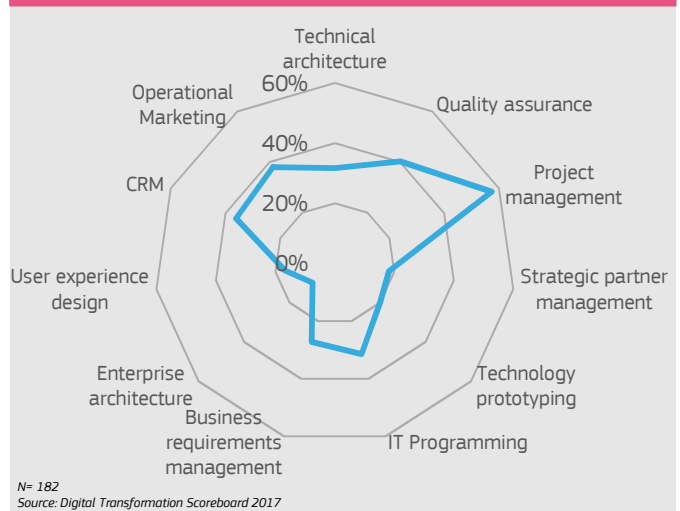 Technical
architecture
60%
Operational
Marketing
Quality assurance
40%
CRM
Project
management
20%
0%
User experience
design
Strategic partner
management
Enterprise
architecture
Technology
prototyping
Business
requirements
management
IT Programming
N= 182
Source: Digital Transformation Scoreboard 2017